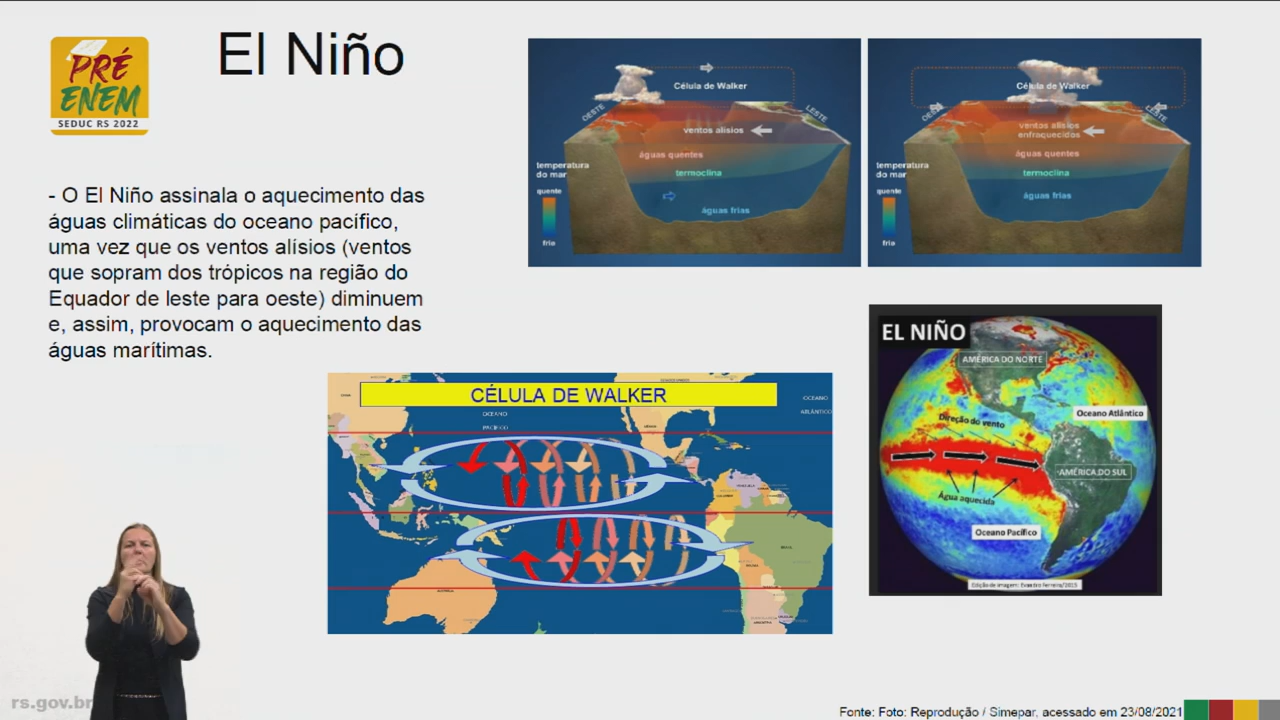 PRÉ
ENEM
SEDUC RS 2022
El Niño
- O El Niño assinala o aquecimento das
águas climáticas do oceano pacífico,
uma vez que os ventos alísios (ventos
que sopram dos trópicos na região do
Equador de leste para oeste) diminuem
e, assim, provocam o aquecimento das
águas marítimas.
Célula de Walker
OESTE
LESTE
ventos alísios
águas quentes
temperatura
do mar
termoclina
quente
águas frias
fria
Célula de Walker
OESTE
LESTE
ventos alísios
enfraquecidos
águas quentes
temperatura
do mar
termoclina
quente
águas frias
fria
CÉLULA DE WALKER
OCEANO
PACÍFICO
OCEANO
ATLÂNTICO
EL NIÑO
AMÉRICA DO NORTE
Oceano Atlântico
Direção do vento
AMÉRICA DO SUL
Água aquecida
Oceano Pacífico
Edição de imagem: Evandro Ferreira/2015
rs.gov.br
Fonte: Foto: Reprodução / Simepar, acessado em 23/08/2021